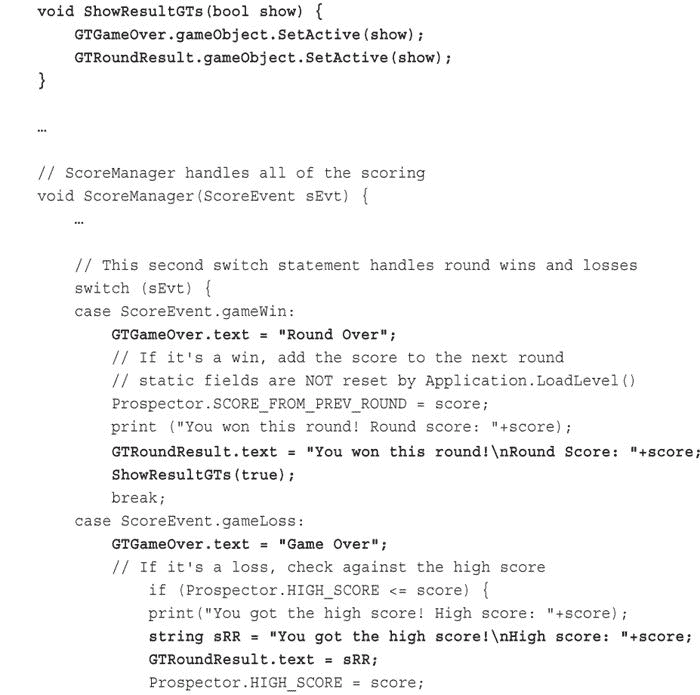 void ShowResultGTs(bool show) {
GTGameOver.gameObject.SetActive(show);
GTRoundResult.gameObject.SetActive(show);
}
…
// ScoreManager handles all of the scoring
void ScoreManager(ScoreEvent sEvt) {
…
// This second switch statement handles round wins and losses
switch (sEvt) {
case ScoreEvent.gameWin:
GTGameOver.text = "Round Over";
// If it's a win, add the score to the next round
// static fields are NOT reset by Application.LoadLevel()
Prospector.SCORE_FROM_PREV_ROUND = score;
print ("You won this round! Round score: "+score);
GTRoundResult.text = "You won this round!\nRound Score: "+score;
ShowResultGTs(true);
break;
case ScoreEvent.gameLoss:
GTGameOver.text = "Game Over";
// If it's a loss, check against the high score
if (Prospector.HIGH_SCORE <= score) {
print("You got the high score! High score: "+score);
string sRR = "You got the high score!\nHigh score: "+score;
GTRoundResult.text = sRR;
Prospector.HIGH_SCORE = score;